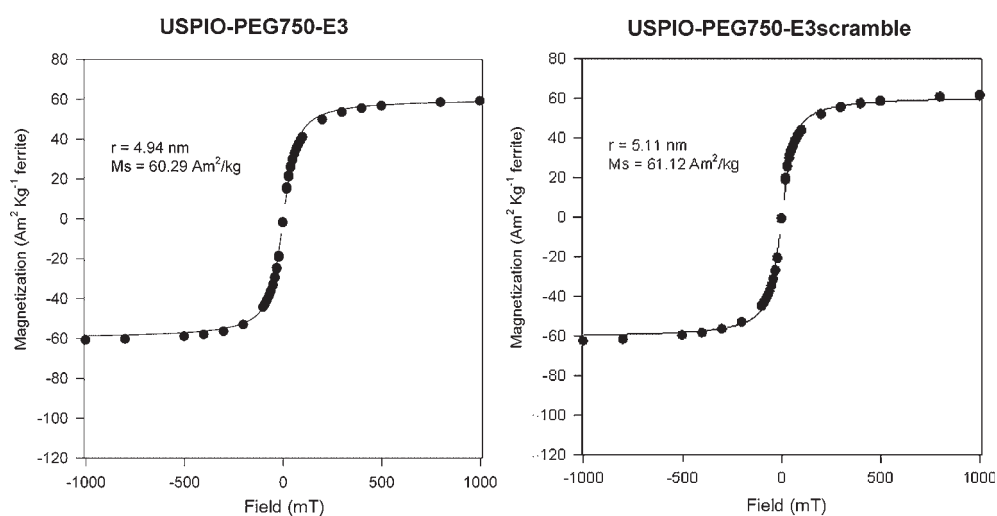 USPIO-PEG750-E3
80
60
40
20
0
-20
-40
-60
-80
-100
-120
Magnetization (Am² Kg⁻¹ ferrite)
r = 4.94 nm
Ms = 60.29 Am²/kg
-1000 -500 0 500 1000
Field (mT)
USPIO-PEG750-E3scramble
80
60
40
20
0
-20
-40
-60
-80
-100
-120
Magnetization (Am² Kg⁻¹ ferrite)
r = 5.11 nm
Ms = 61.12 Am²/kg
-1000 -500 0 500 1000
Field (mT)